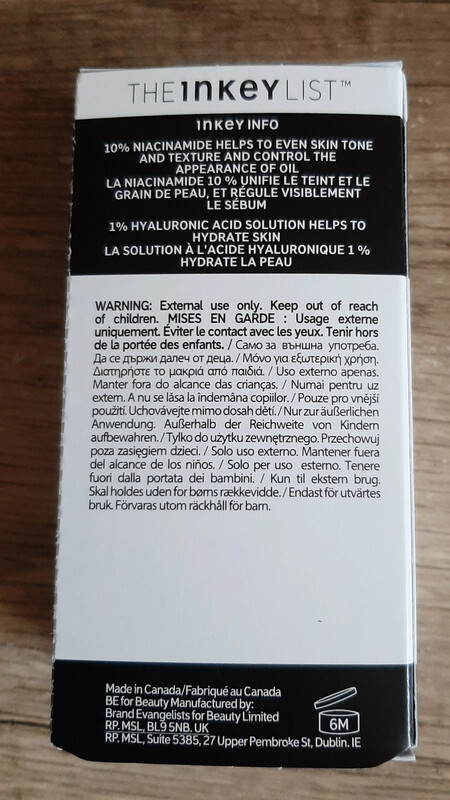 THE INKEY LIST™
INKEY INFO
10% NIACINAMIDE HELPS TO EVEN SKIN TONE
AND TEXTURE AND CONTROL THE
APPEARANCE OF OIL
LA NIACINAMIDE 10 % UNIFIE LE TEINT ET LE
GRAIN DE PEAU, ET RÉGULE VISIBLEMENT
LE SÉBUM
1% HYALURONIC ACID SOLUTION HELPS TO
HYDRATE SKIN
LA SOLUTION À L'ACIDE HYALURONIQUE 1 %
HYDRATE LA PEAU
WARNING: External use only. Keep out of reach
of children. MISES EN GARDE : Usage externe
uniquement. Éviter le contact avec les yeux. Tenir hors
de la portée des enfants. / Само за външна употреба.
Да се държи далеч от деца. / Μόνο για εξωτερική χρήση.
Διατηρήστε το μακριά από παιδιά. / Uso externo apenas.
Manter fora do alcance das crianças. / Numai pentru uz
extern. A nu se lăsa la îndemâna copiilor. / Pouze pro vnější
použití. Uchovávejte mimo dosah dětí. / Nur zur äußerlichen
Anwendung. Außerhalb der Reichweite von Kindern
aufbewahren. / Tylko do użytku zewnętrznego. Przechowuj
poza zasięgiem dzieci. / Solo uso externo. Mantener fuera
del alcance de los niños. / Solo per uso esterno. Tenere
fuori dalla portata dei bambini. / Kun til ekstern brug.
Skal holdes uden for børns rækkevidde. / Endast för utvärtes
bruk. Förvaras utom räckhåll för barn.
Made in Canada/Fabriqué au Canada
BE for Beauty Manufactured by:
Brand Evangelists for Beauty Limited
RP. MSL, BL9 5NB. UK
RP. MSL, Suite 5385, 27 Upper Pembroke St, Dublin. IE
6M